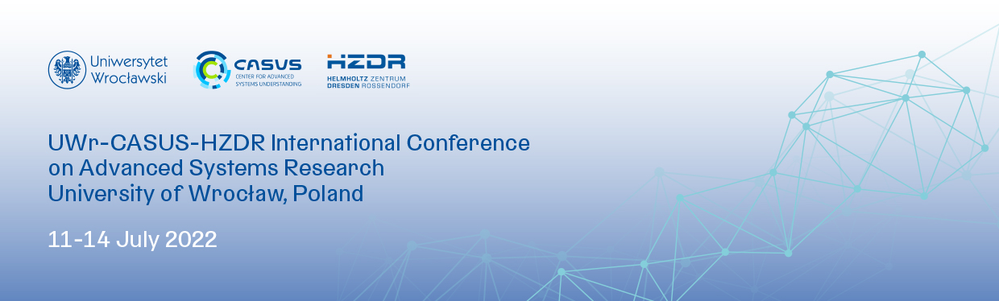 Uniwersytet
Wrocławski
CASUS
CENTER FOR ADVANCED
SYSTEMS UNDERSTANDING
HZDR
HELMHOLTZ ZENTRUM
DRESDEN ROSSENDORF
UWr-CASUS-HZDR International Conference
on Advanced Systems Research
University of Wrocław, Poland
11-14 July 2022